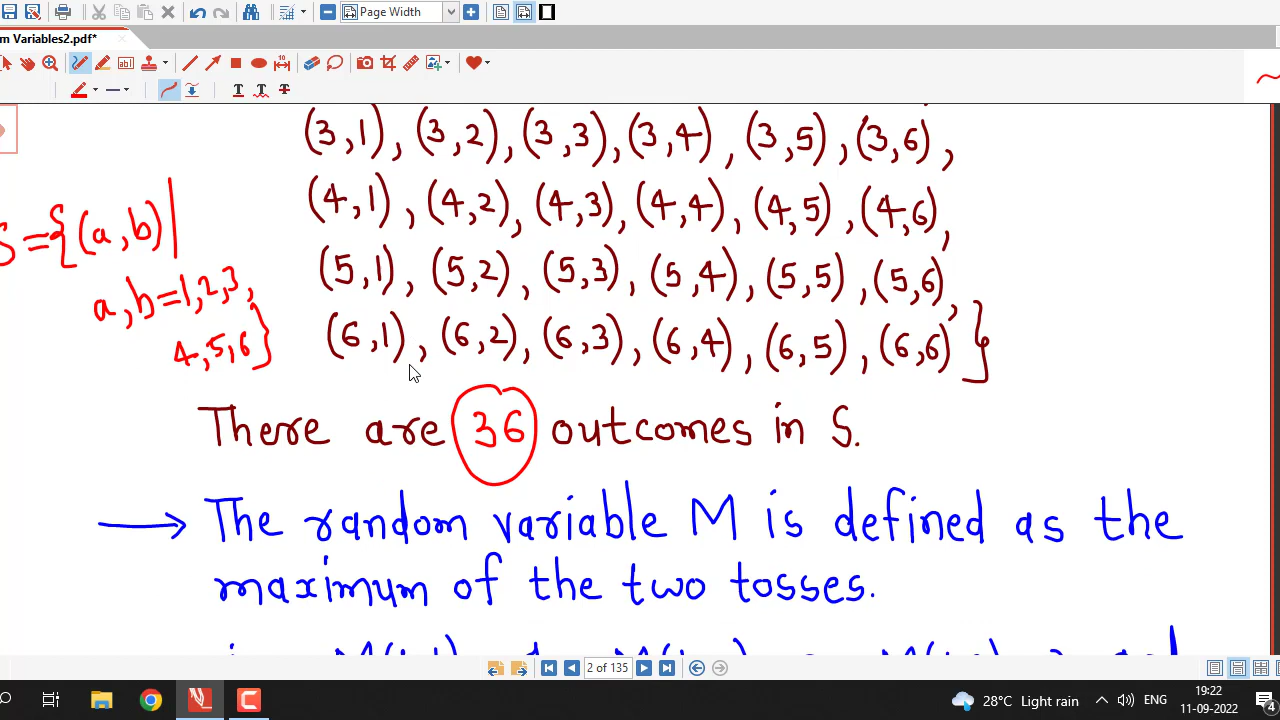 Page Width
m Variables2.pdf*
10
T T T
(3,1), (3,2), (3,3), (3,4), (3,5), (3,6),
(4,1), (4,2), (4,3), (4,4), (4,5), (4,6),
(5,1), (5,2), (5,3), (5,4), (5,5), (5,6),
(6,1), (6,2), (6,3), (6,4), (6,5), (6,6)}
S={(a,b)|
a,b=1,2,3,
4,5,6}
There are 36 outcomes in S.
→ The random variable M is defined as the
maximum of the two tosses.
2 of 135
28°C Light rain
ENG
19:22
11-09-2022
4